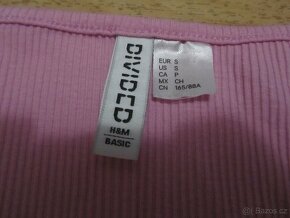 DIVIDED
H&M
BASIC
EUR S
US S
CA P
MX CH
CN 165/88A
Bazos.cz